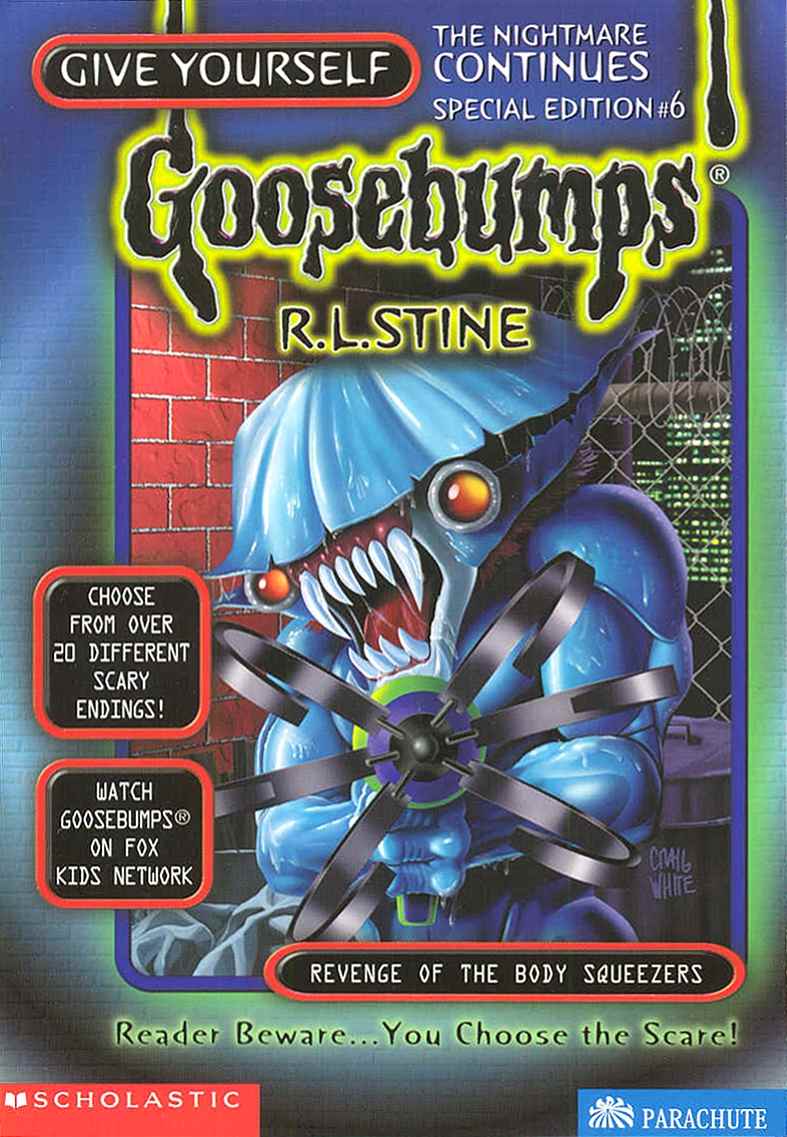 GIVE YOURSELF
THE NIGHTMARE
CONTINUES
SPECIAL EDITION #6
Goosebumps®
R.L.STINE
CHOOSE
FROM OVER
20 DIFFERENT
SCARY
ENDINGS!
WATCH
GOOSEBUMPS®
ON FOX
KIDS NETWORK
CRAIG
WHITE
REVENGE OF THE BODY SQUEEZERS
Reader Beware...You Choose the Scare!
SCHOLASTIC
PARACHUTE